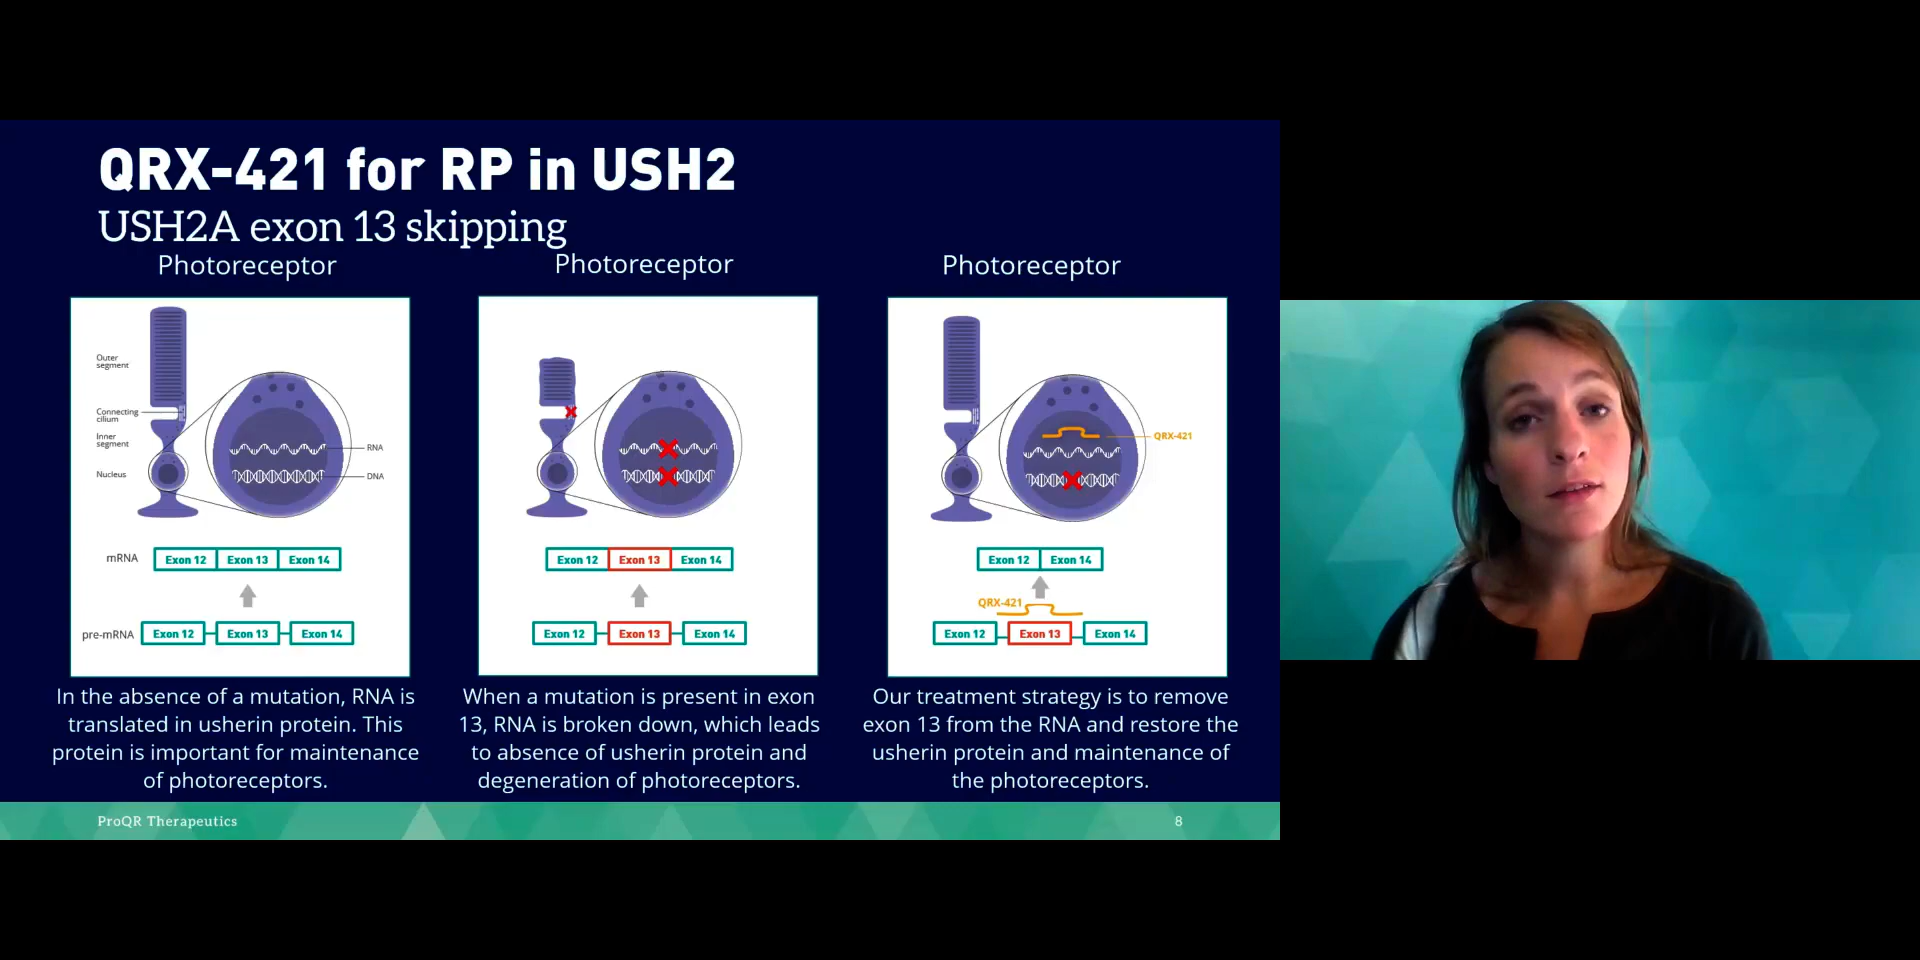 QRX-421 for RP in USH2
USH2A exon 13 skipping
Photoreceptor
Outer
segment
Connecting
cilium
Inner
segment
Nucleus
RNA
DNA
mRNA
Exon 12 Exon 13 Exon 14
pre-mRNA
Exon 12 Exon 13 Exon 14
In the absence of a mutation, RNA is
translated in usherin protein. This
protein is important for maintenance
of photoreceptors.
Photoreceptor
Exon 12 Exon 13 Exon 14
Exon 12 Exon 13 Exon 14
When a mutation is present in exon
13, RNA is broken down, which leads
to absence of usherin protein and
degeneration of photoreceptors.
Photoreceptor
QRX-421
Exon 12 Exon 14
QRX-421
Exon 12 Exon 13 Exon 14
Our treatment strategy is to remove
exon 13 from the RNA and restore the
usherin protein and maintenance of
the photoreceptors.
ProQR Therapeutics
8